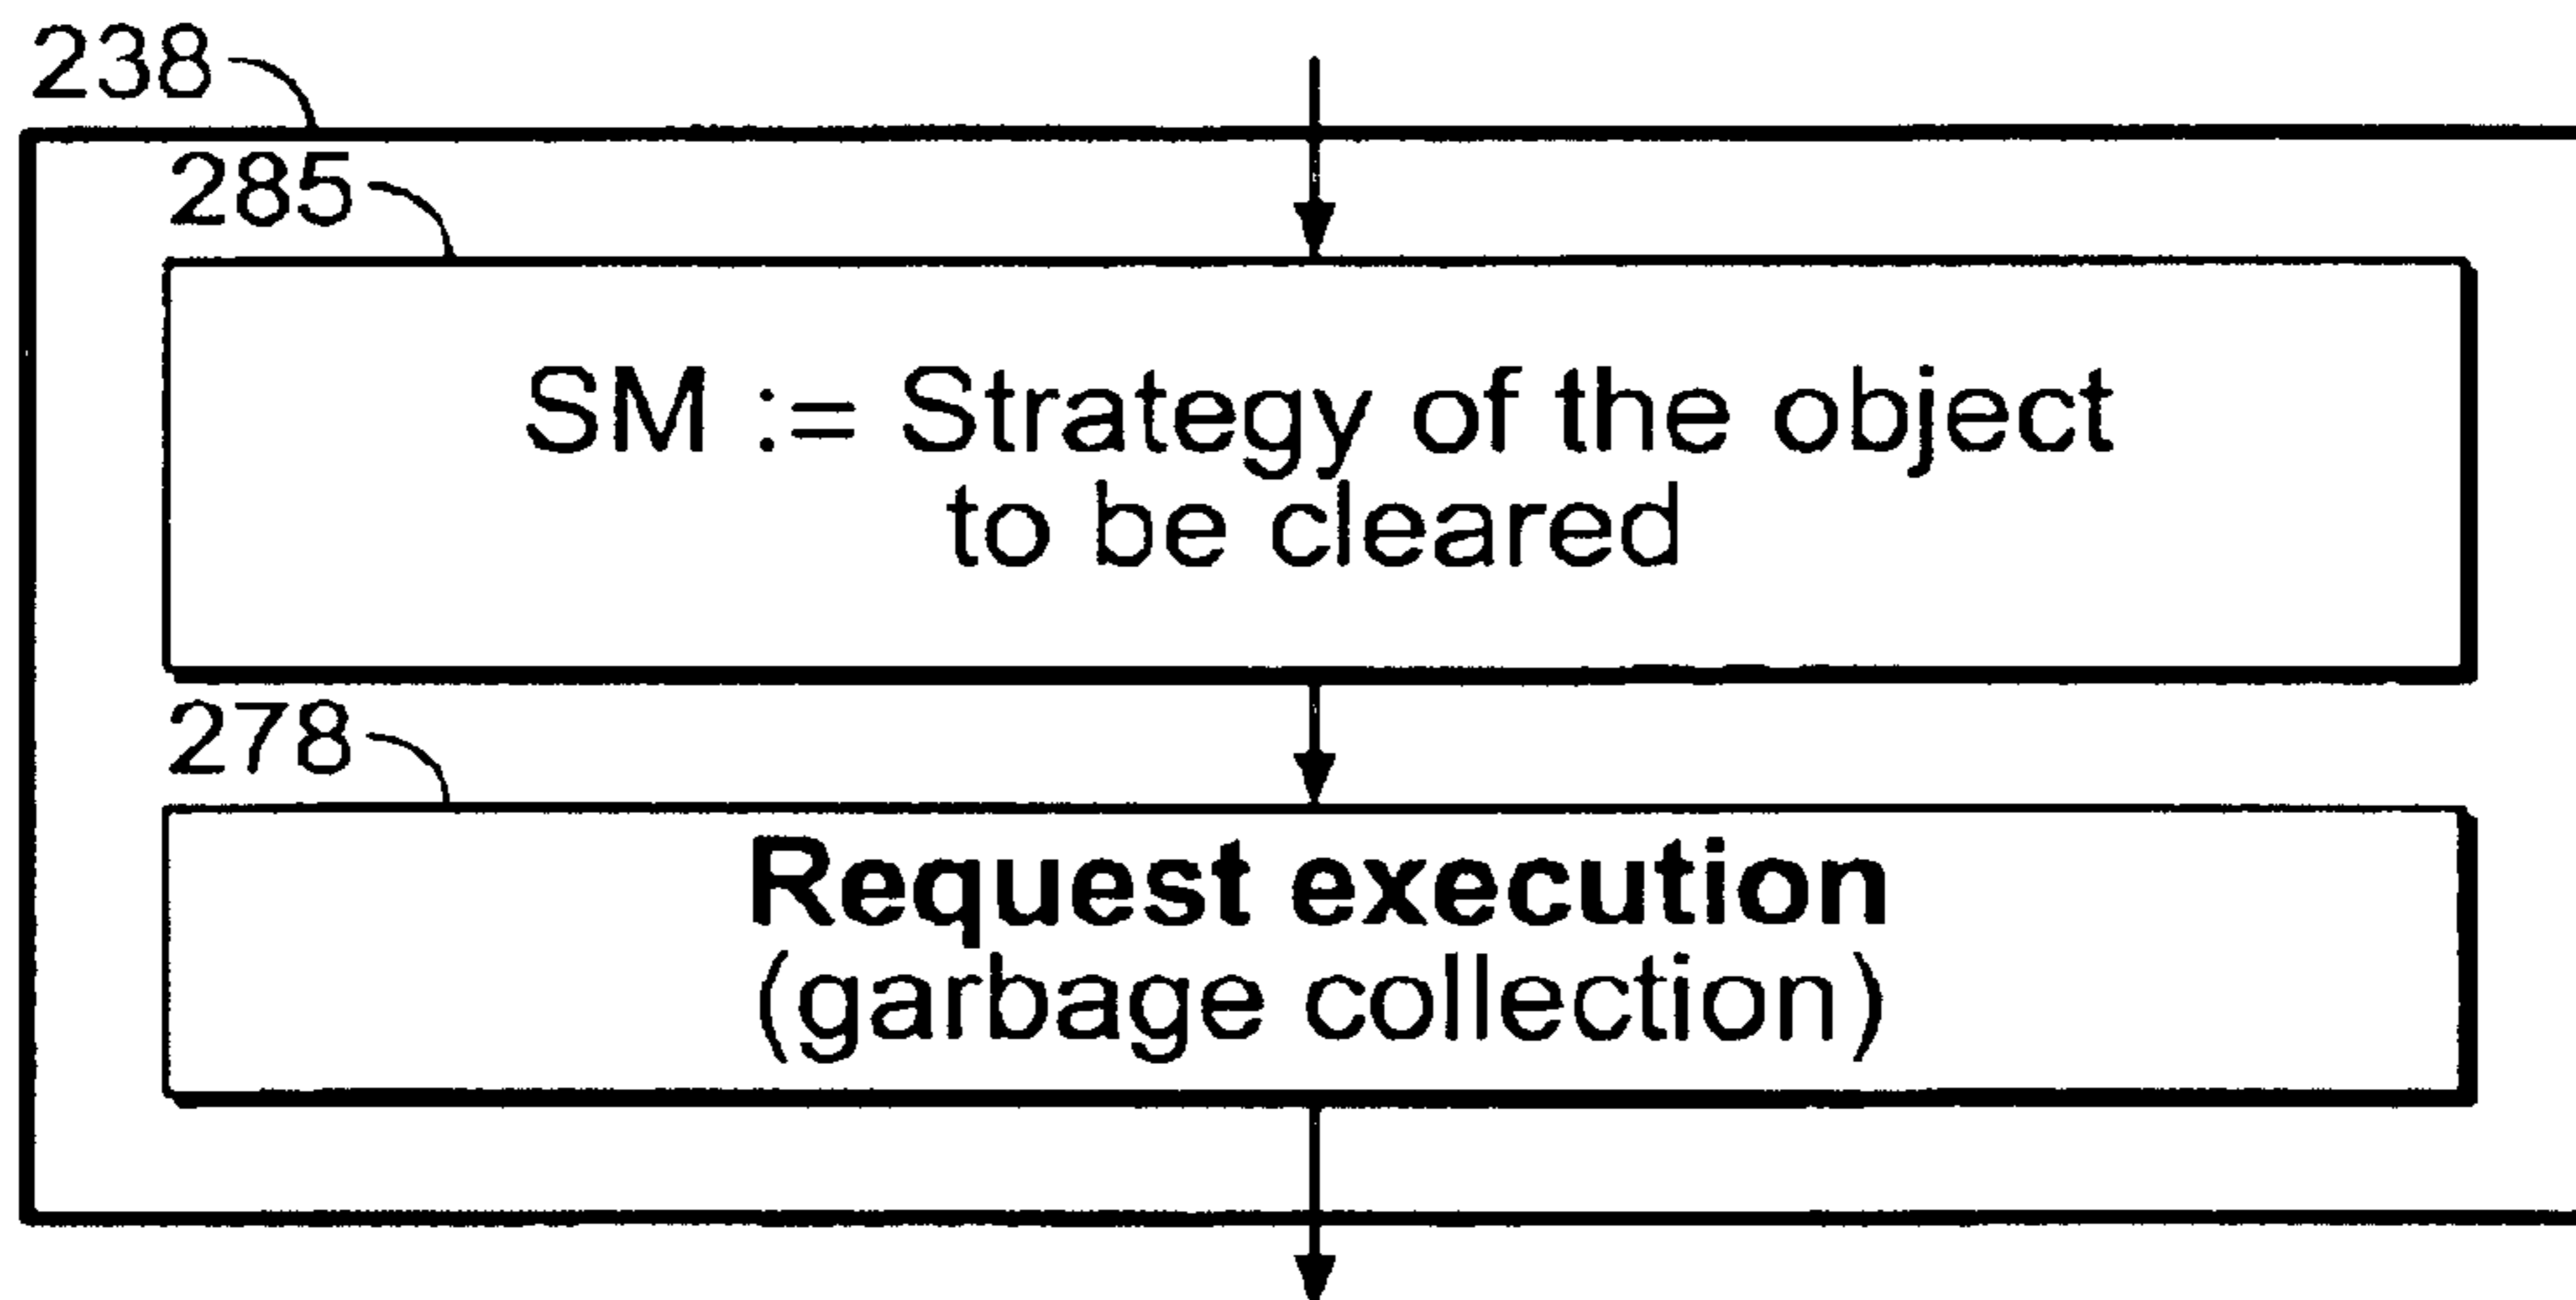 238
285
SM := Strategy of the object
to be cleared
278
Request execution
(garbage collection)